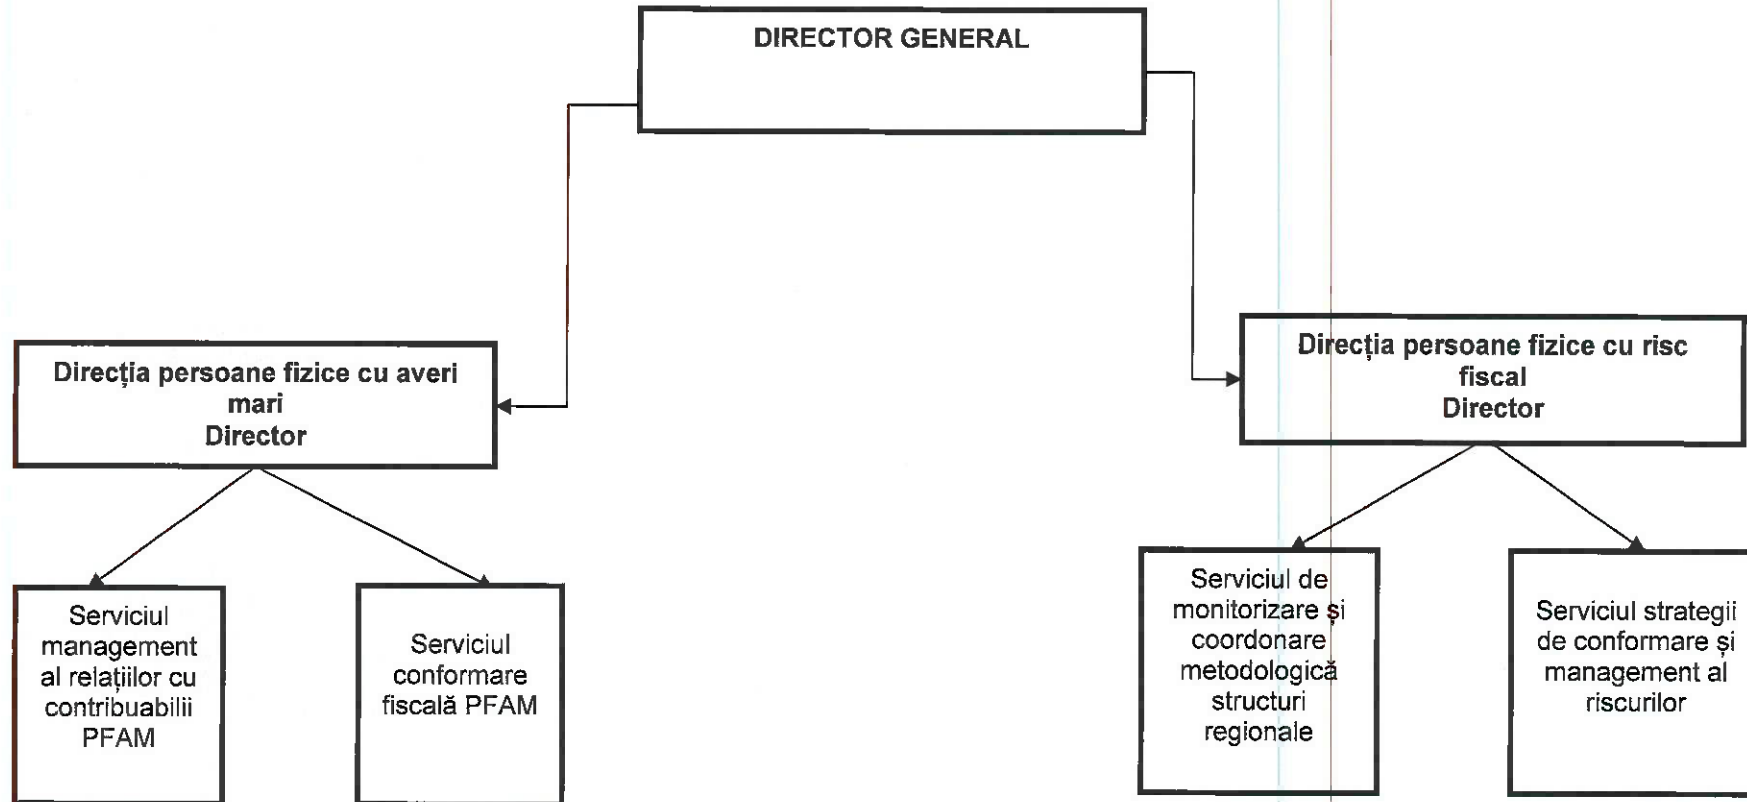 DIRECTOR GENERAL
Direcția persoane fizice cu averi
mari
Director
Direcția persoane fizice cu risc
fiscal
Director
Serviciul
management
al relațiilor cu
contribuabilii
PFAM
Serviciul
conformare
fiscală PFAM
Serviciul de
monitorizare și
coordonare
metodologică
structuri
regionale
Serviciul strategii
de conformare și
management al
riscurilor